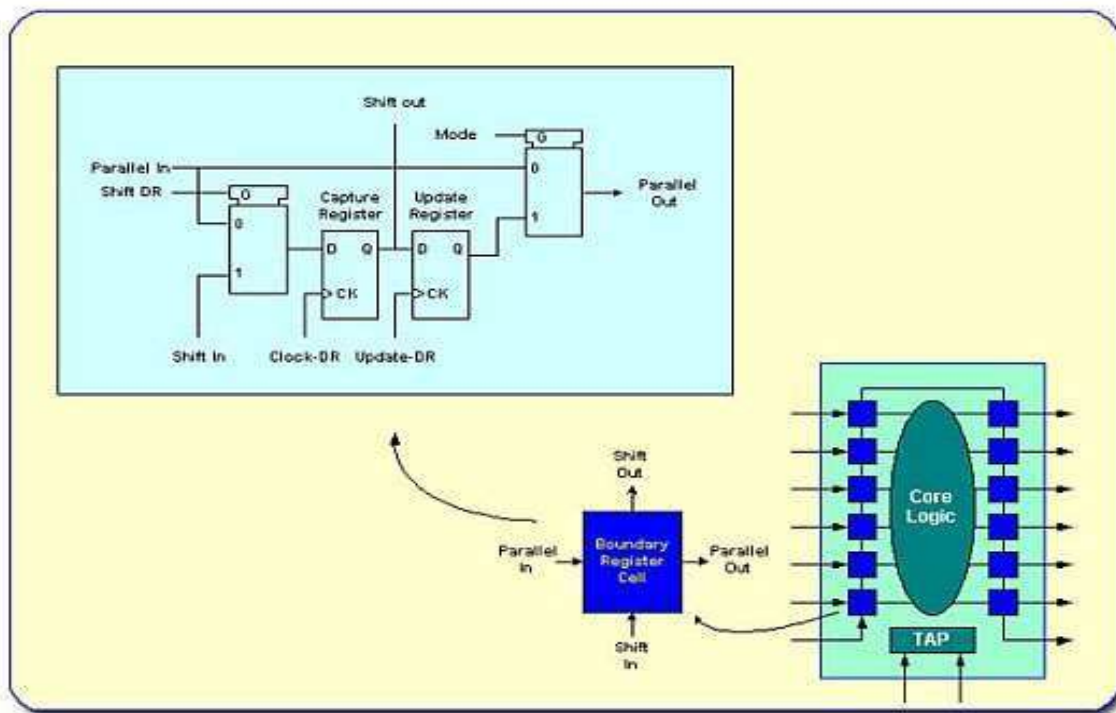 Shift out
Mode
G
Parallel In
0
Shift DR
G
Parallel
Out
Capture
Register
Update
Register
0
1
D Q
D Q
1
CK
CK
Shift In
Clock-DR
Update-DR
Shift
Out
Core
Logic
Parallel
In
Boundary
Register
Cell
Parallel
Out
Shift
In
TAP